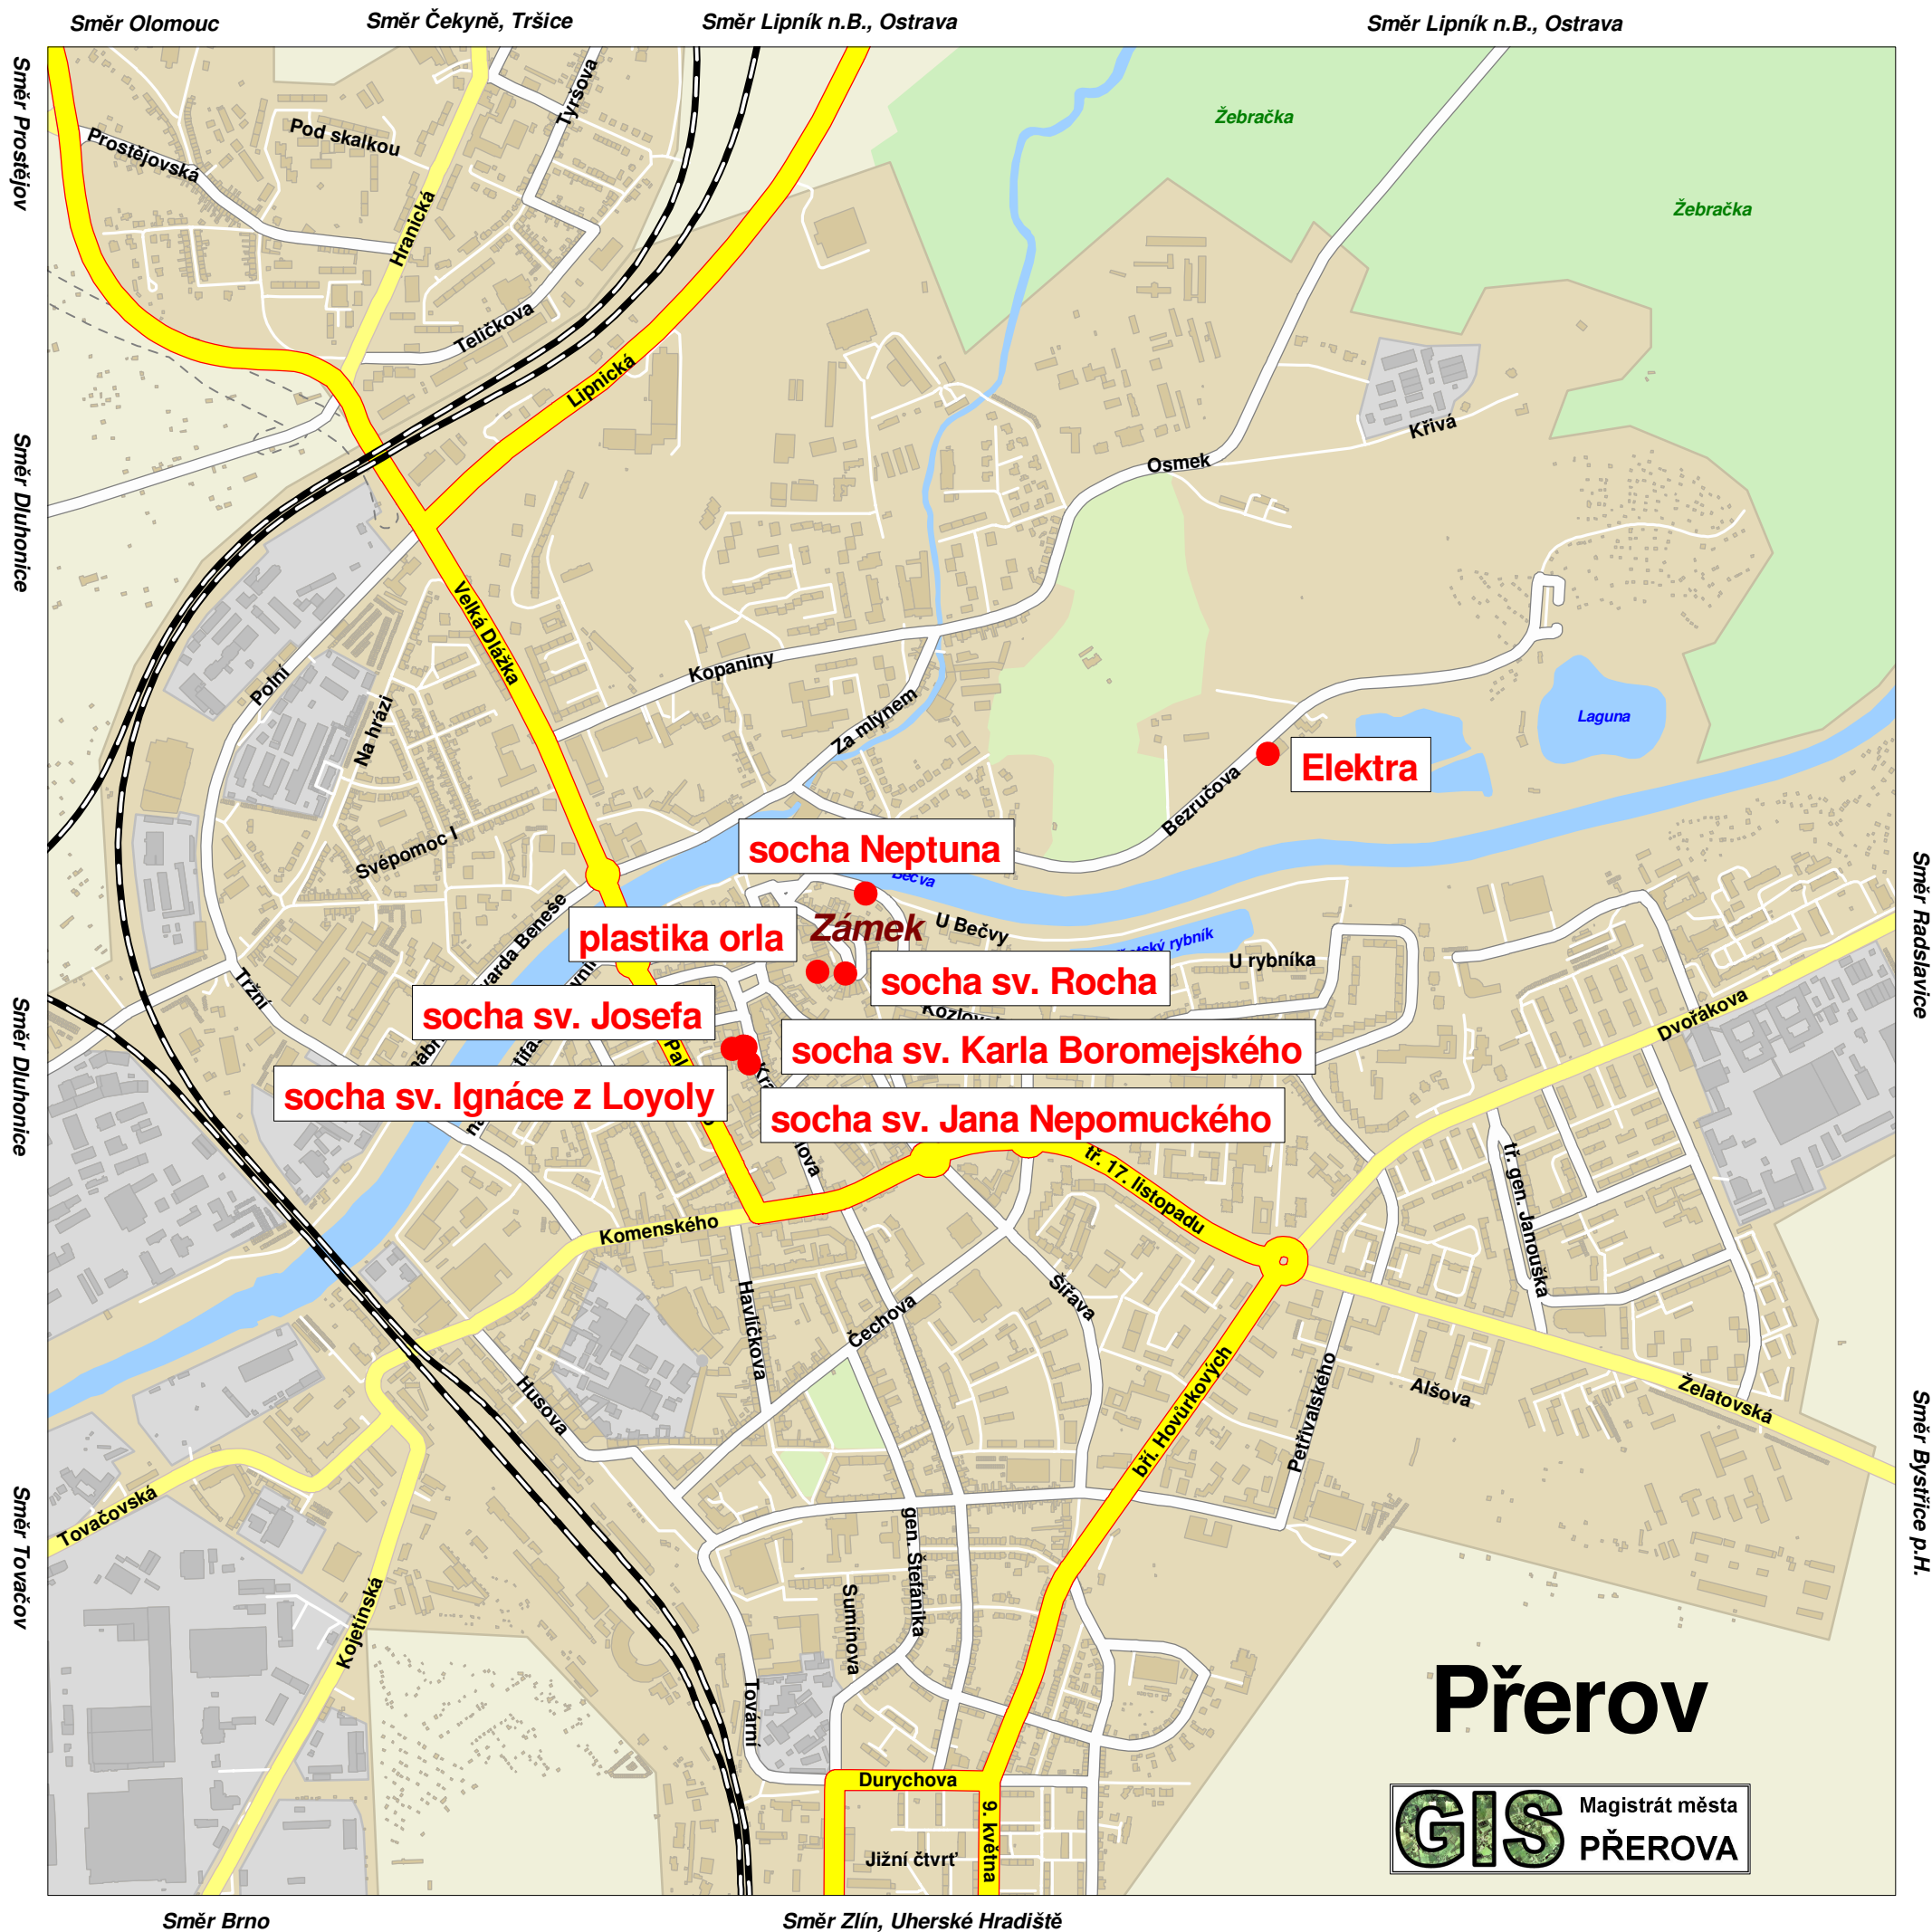 Směr Olomouc
Směr Čekyně, Tršice
Směr Lipník n.B., Ostrava
Směr Lipník n.B., Ostrava
Směr Prostějov
Směr Dluhonice
Směr Dluhonice
Směr Tovačov
Směr Radslavice
Směr Bystřice p.H.
Žebračka
Žebračka
Tyršova
Pod skalkou
Prostějovská
Hranická
Teličkova
Lipnická
Křivá
Osmek
Velká Dlážka
Kopaniny
Polní
Na hrázi
Za mlýnem
Laguna
Elektra
Bezručova
Svépomoc I
socha Neptuna
Bečva
plastika orla
Zámek
U Bečvy
U rybníka
Tržní
socha sv. Rocha
socha sv. Josefa
socha sv. Karla Boromejského
Dvořákova
socha sv. Ignáce z Loyoly
socha sv. Jana Nepomuckého
tř. 17. listopadu
tř. gen. Janouška
Komenského
Havlíčkova
Čechova
Šířava
Husova
bří. Hovůrkových
Petřivalského
Alšova
Želatovská
Tovačovská
Kojetínská
gen. Štefánika
Sumínova
Tovární
Durychova
9. května
Jižní čtvrť
Přerov
GIS
Magistrát města
PŘEROVA
Směr Brno
Směr Zlín, Uherské Hradiště